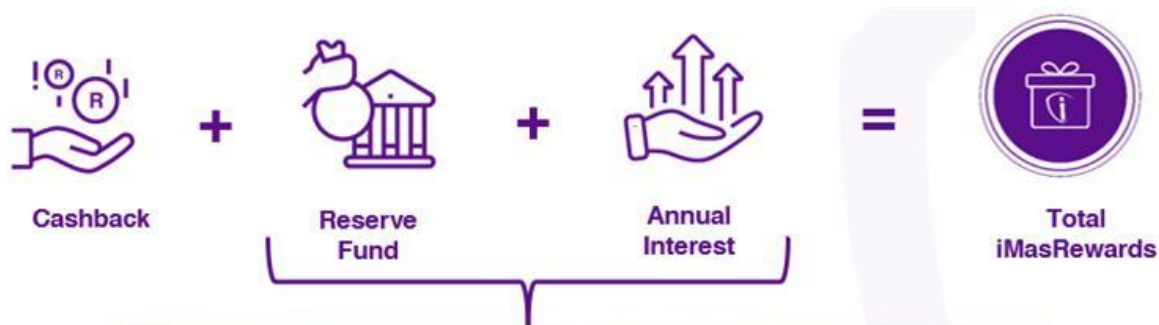 R
R
+
+
=
i
Cashback
Reserve
Fund
Annual
Interest
Total
iMasRewards